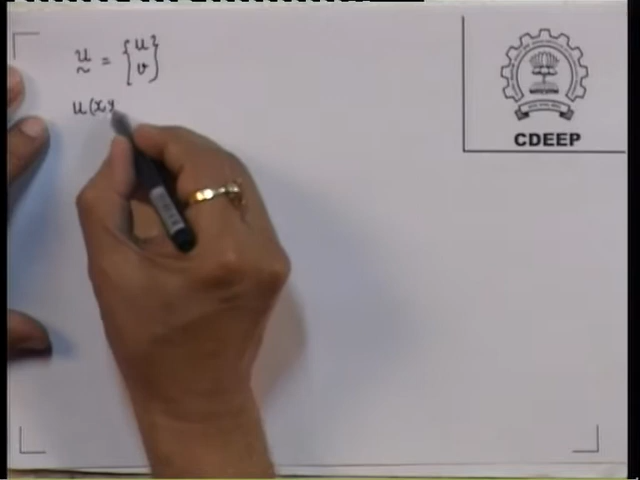 u = {u
v}
u(x,y
CDEEP